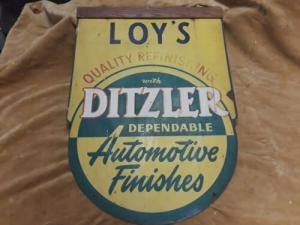 LOY'S
QUALITY REFINISHING
with
DITZLER
DEPENDABLE
Automotive
Finishes